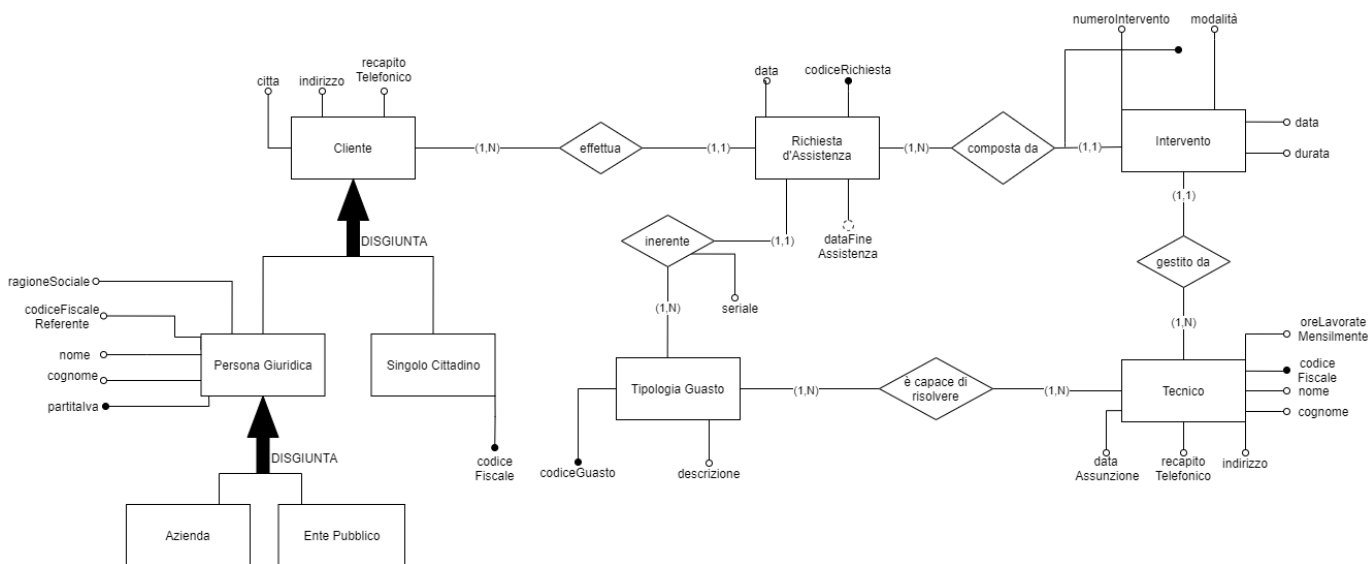 numeroIntervento
modalità
recapito
Telefonico
citta
indirizzo
data
codiceRichiesta
Cliente
(1,N)
effettua
(1,1)
Richiesta
d'Assistenza
(1,N)
composta da
(1,1)
Intervento
data
durata
(1,1)
DISGIUNTA
inerente
(1,1)
dataFine
Assistenza
gestito da
ragioneSociale
codiceFiscale
Referente
nome
cognome
partitaIva
Persona Giuridica
Singolo Cittadino
seriale
(1,N)
(1,N)
oreLavorate
Mensilmente
codice
Fiscale
nome
cognome
Tipologia Guasto
(1,N)
è capace di
risolvere
(1,N)
Tecnico
DISGIUNTA
codice
Fiscale
codiceGuasto
descrizione
data
Assunzione
recapito
Telefonico
indirizzo
Azienda
Ente Pubblico